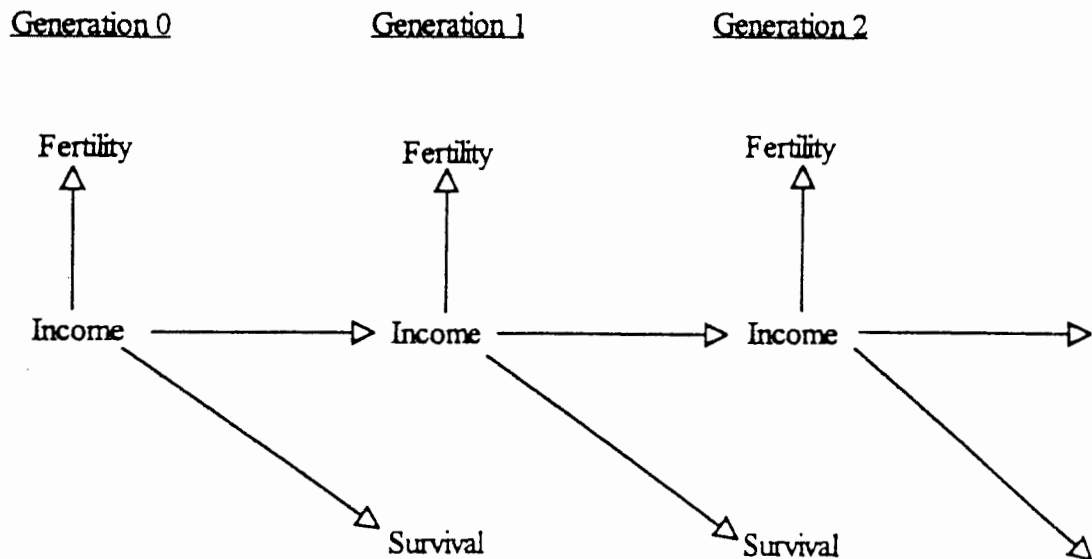 Generation 0 Generation 1 Generation 2
Fertility Fertility Fertility
Income Income Income
Survival Survival